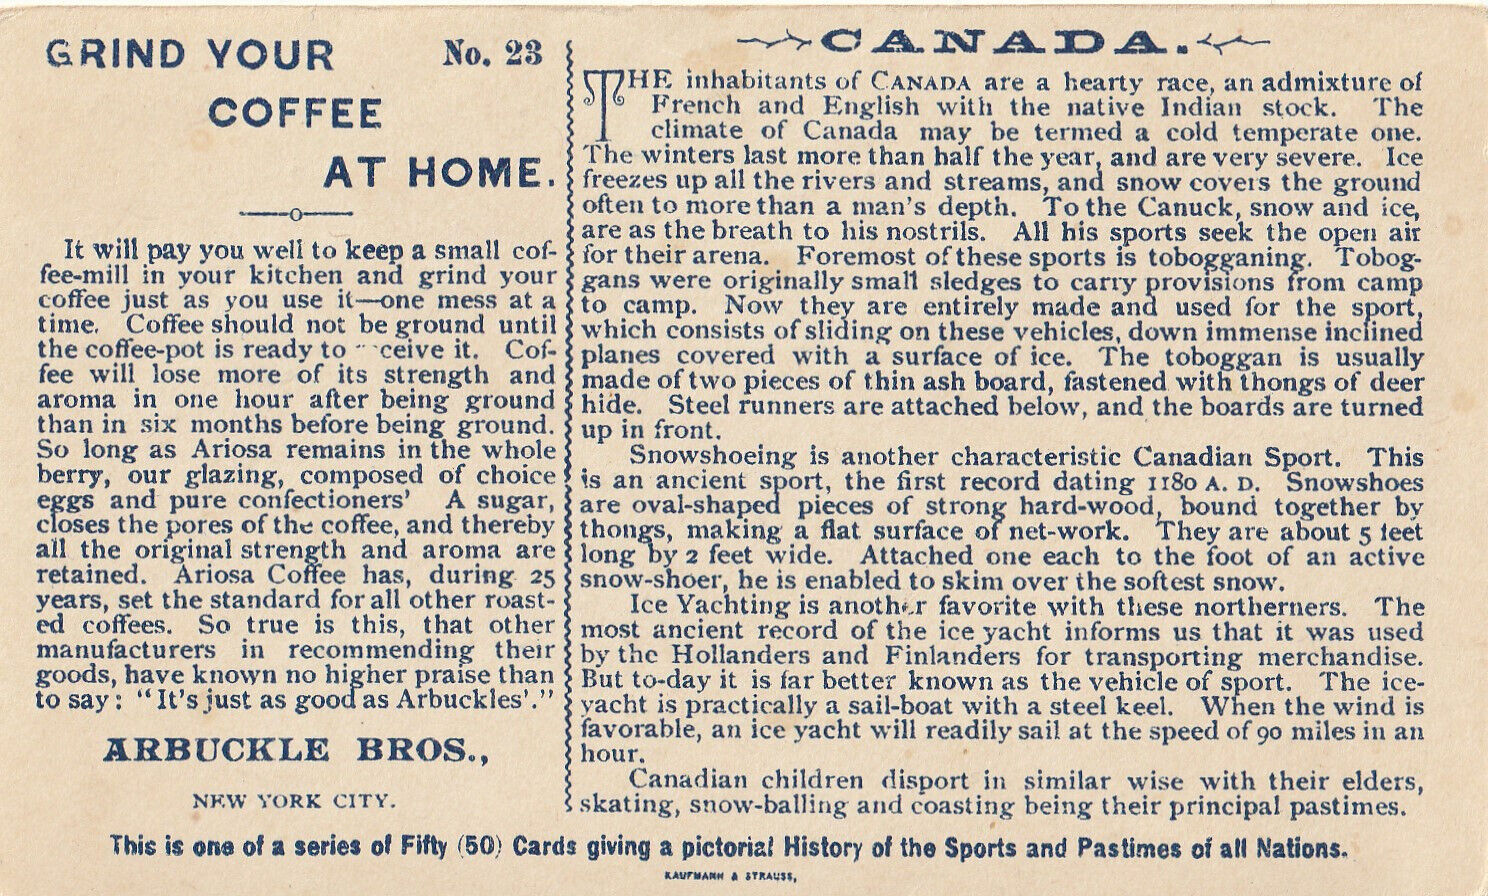 GRIND YOUR No. 23
COFFEE
AT HOME.
It will pay you well to keep a small cof-
fee-mill in your kitchen and grind your
coffee just as you use it—one mess at a
time. Coffee should not be ground until
the coffee-pot is ready to ceive it. Cof-
fee will lose more of its strength and
aroma in one hour after being ground
than in six months before being ground.
So long as Ariosa remains in the whole
berry, our glazing, composed of choice
eggs and pure confectioners' A sugar,
closes the pores of the coffee, and thereby
all the original strength and aroma are
retained. Ariosa Coffee has, during 25
years, set the standard for all other roast-
ed coffees. So true is this, that other
manufacturers in recommending their
goods, have known no higher praise than
to say: "It's just as good as Arbuckles'."
ARBUCKLE BROS.,
NEW YORK CITY.
CANADA.
THE inhabitants of CANADA are a hearty race, an admixture of
French and English with the native Indian stock. The
climate of Canada may be termed a cold temperate one.
The winters last more than half the year, and are very severe. Ice
freezes up all the rivers and streams, and snow covers the ground
often to more than a man's depth. To the Canuck, snow and ice,
are as the breath to his nostrils. All his sports seek the open air
for their arena. Foremost of these sports is tobogganing. Tobog-
gans were originally small sledges to carry provisions from camp
to camp. Now they are entirely made and used for the sport,
which consists of sliding on these vehicles, down immense inclined
planes covered with a surface of ice. The toboggan is usually
made of two pieces of thin ash board, fastened with thongs of deer
hide. Steel runners are attached below, and the boards are turned
up in front.
Snowshoeing is another characteristic Canadian Sport. This
is an ancient sport, the first record dating 1180 A. D. Snowshoes
are oval-shaped pieces of strong hard-wood, bound together by
thongs, making a flat surface of net-work. They are about 5 feet
long by 2 feet wide. Attached one each to the foot of an active
snow-shoer, he is enabled to skim over the softest snow.
Ice Yachting is another favorite with these northerners. The
most ancient record of the ice yacht informs us that it was used
by the Hollanders and Finlanders for transporting merchandise.
But to-day it is far better known as the vehicle of sport. The ice-
yacht is practically a sail-boat with a steel keel. When the wind is
favorable, an ice yacht will readily sail at the speed of 90 miles in an
hour.
Canadian children disport in similar wise with their elders,
skating, snow-balling and coasting being their principal pastimes.
This is one of a series of Fifty (50) Cards giving a pictorial History of the Sports and Pastimes of all Nations.
KAUFMANN & STRAUSS,